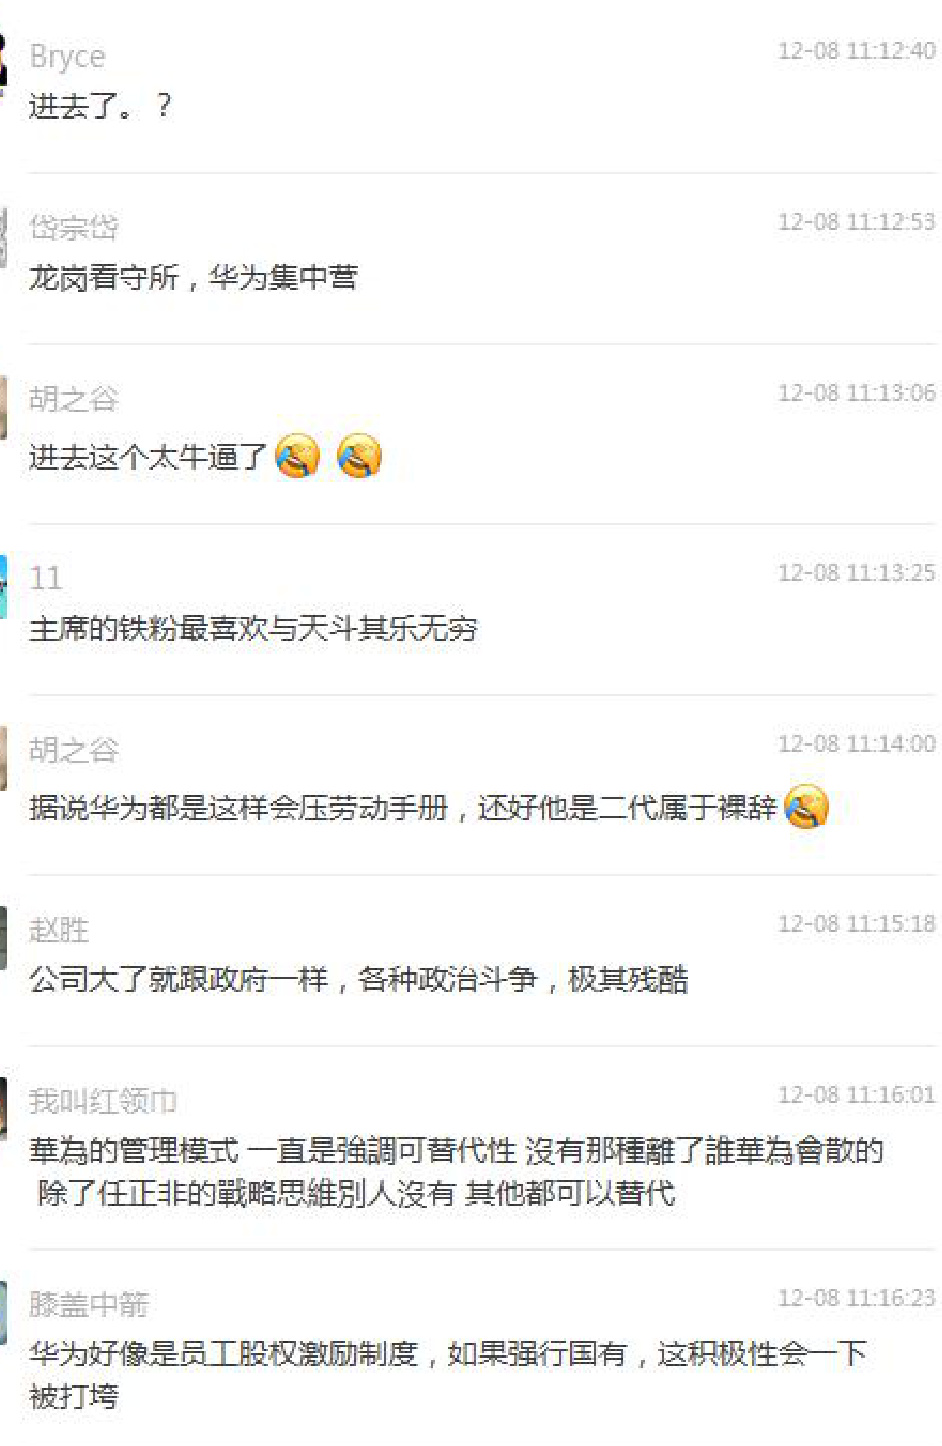 Bryce
12-08 11:12:40
进去了。？
岱宗岱
12-08 11:12:53
龙岗看守所，华为集中营
胡之谷
12-08 11:13:06
进去这个太牛逼了
11
12-08 11:13:25
主席的铁粉最喜欢与天斗其乐无穷
胡之谷
12-08 11:14:00
据说华为都是这样会压劳动手册，还好他是二代属于裸辞
赵胜
12-08 11:15:18
公司大了就跟政府一样，各种政治斗争，极其残酷
我叫红领巾
12-08 11:16:01
華為的管理模式 一直是強調可替代性 沒有那種離了誰華為會散的
除了任正非的戰略思維別人沒有 其他都可以替代
膝盖中箭
12-08 11:16:23
华为好像是员工股权激励制度，如果强行国有，这积极性会一下
被打垮